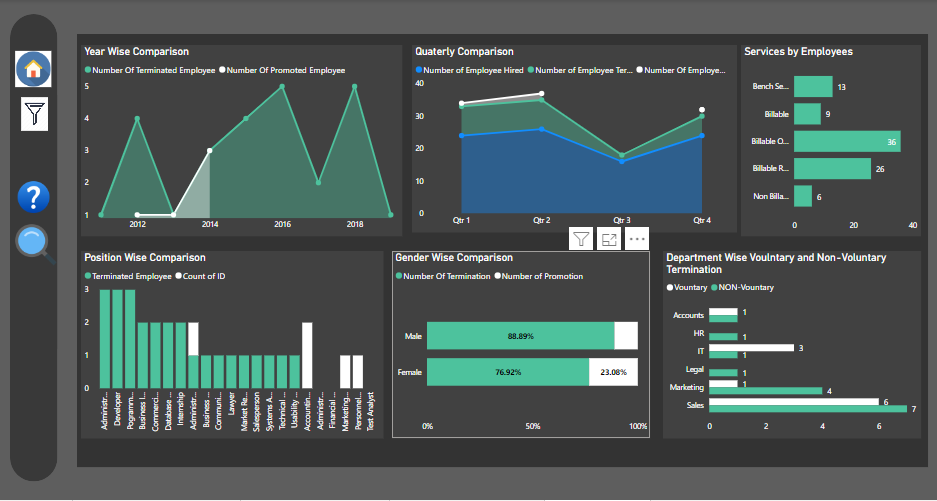 Year Wise Comparison
Number Of Terminated Employee Number Of Promoted Employee
5
4
3
2
1
2012 2014 2016 2018
Quaterly Comparison
Number of Employee Hired Number of Employee Ter... Number Of Employe...
40
30
20
10
0
Qtr 1 Qtr 2 Qtr 3 Qtr 4
Services by Employees
Bench Se... 13
Billable 9
Billable O... 36
Billable R... 26
Non Billa... 6
0 20 40
?
Position Wise Comparison
Terminated Employee Count of ID
3
2
1
0
Administr...
Developer
Programm...
Business I...
Commerci...
Database ...
Internship
Administr...
Business ...
Communi...
Lawyer
Market Re...
Salesperson
Systems A...
Technical ...
Usability ...
Accountin...
Administr...
Financial ...
Marketing...
Personnel...
Test Analyst
Gender Wise Comparison
Number Of Termination Number of Promotion
Male 88.89%
Female 76.92% 23.08%
0% 50% 100%
Department Wise Voulntary and Non-Voluntary
Termination
Vountary NON-Vountary
Accounts 1
HR 1
IT 3
1
Legal 1
Marketing 1
4
Sales 6
7
0 2 4 6